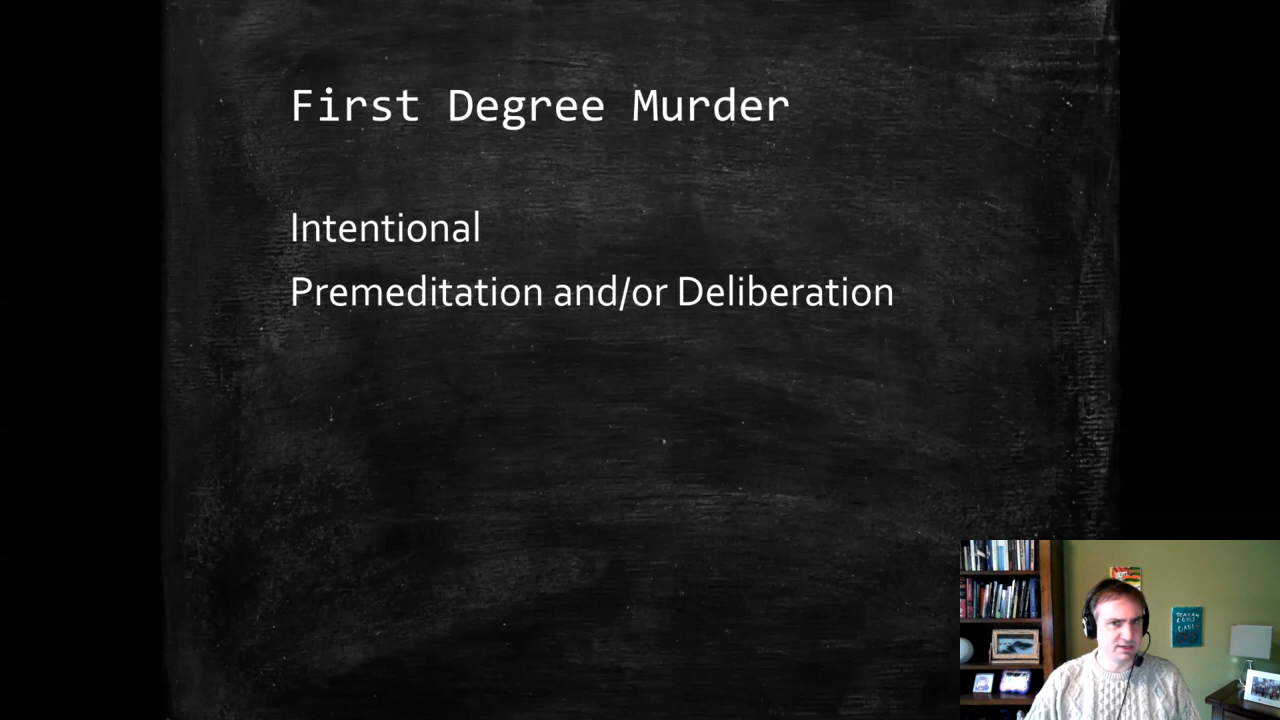 First Degree Murder
Intentional
Premeditation and/or Deliberation